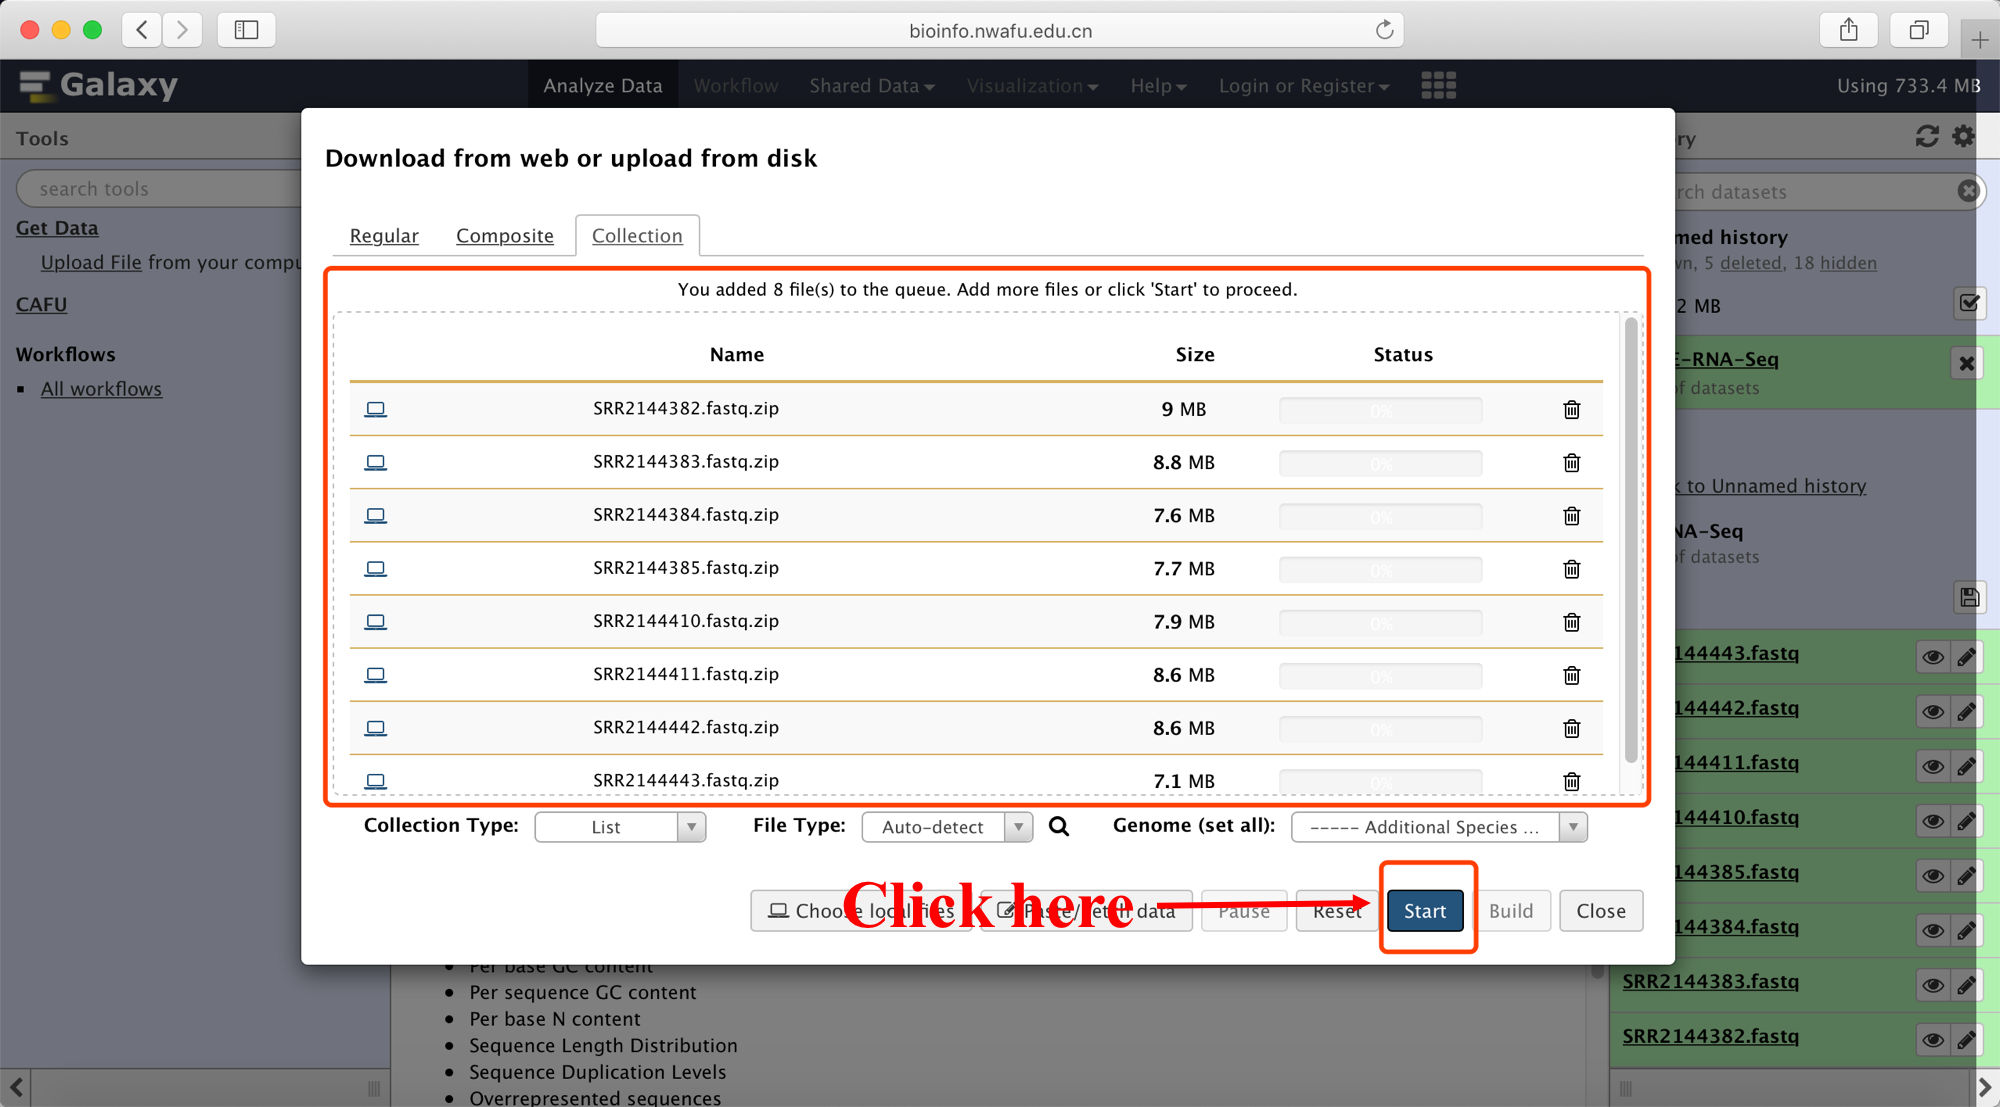 bioinfo.nwafu.edu.cn
Galaxy
Analyze Data Workflow Shared Data Visualization Help Login or Register Using 733.4 MB
Tools
search tools
Get Data
Upload File from your compu
CAFU
Workflows
All workflows
Download from web or upload from disk
Regular Composite Collection
You added 8 file(s) to the queue. Add more files or click 'Start' to proceed.
Name Size Status
SRR2144382.fastq.zip 9 MB 0%
SRR2144383.fastq.zip 8.8 MB 0%
SRR2144384.fastq.zip 7.6 MB 0%
SRR2144385.fastq.zip 7.7 MB 0%
SRR2144410.fastq.zip 7.9 MB 0%
SRR2144411.fastq.zip 8.6 MB 0%
SRR2144442.fastq.zip 8.6 MB 0%
SRR2144443.fastq.zip 7.1 MB 0%
Collection Type: List File Type: Auto-detect Genome (set all): ----- Additional Species ...
Choose local files Paste/Fetch data Pause Reset Start Build Close
Click here
Per base GC content
Per sequence GC content
Per base N content
Sequence Length Distribution
Sequence Duplication Levels
Overrepresented sequences
ry
rch datasets
med history
wn, 5 deleted, 18 hidden
2 MB
E-RNA-Seq
of datasets
k to Unnamed history
NA-Seq
of datasets
144443.fastq
144442.fastq
144411.fastq
144410.fastq
144385.fastq
144384.fastq
SRR2144383.fastq
SRR2144382.fastq